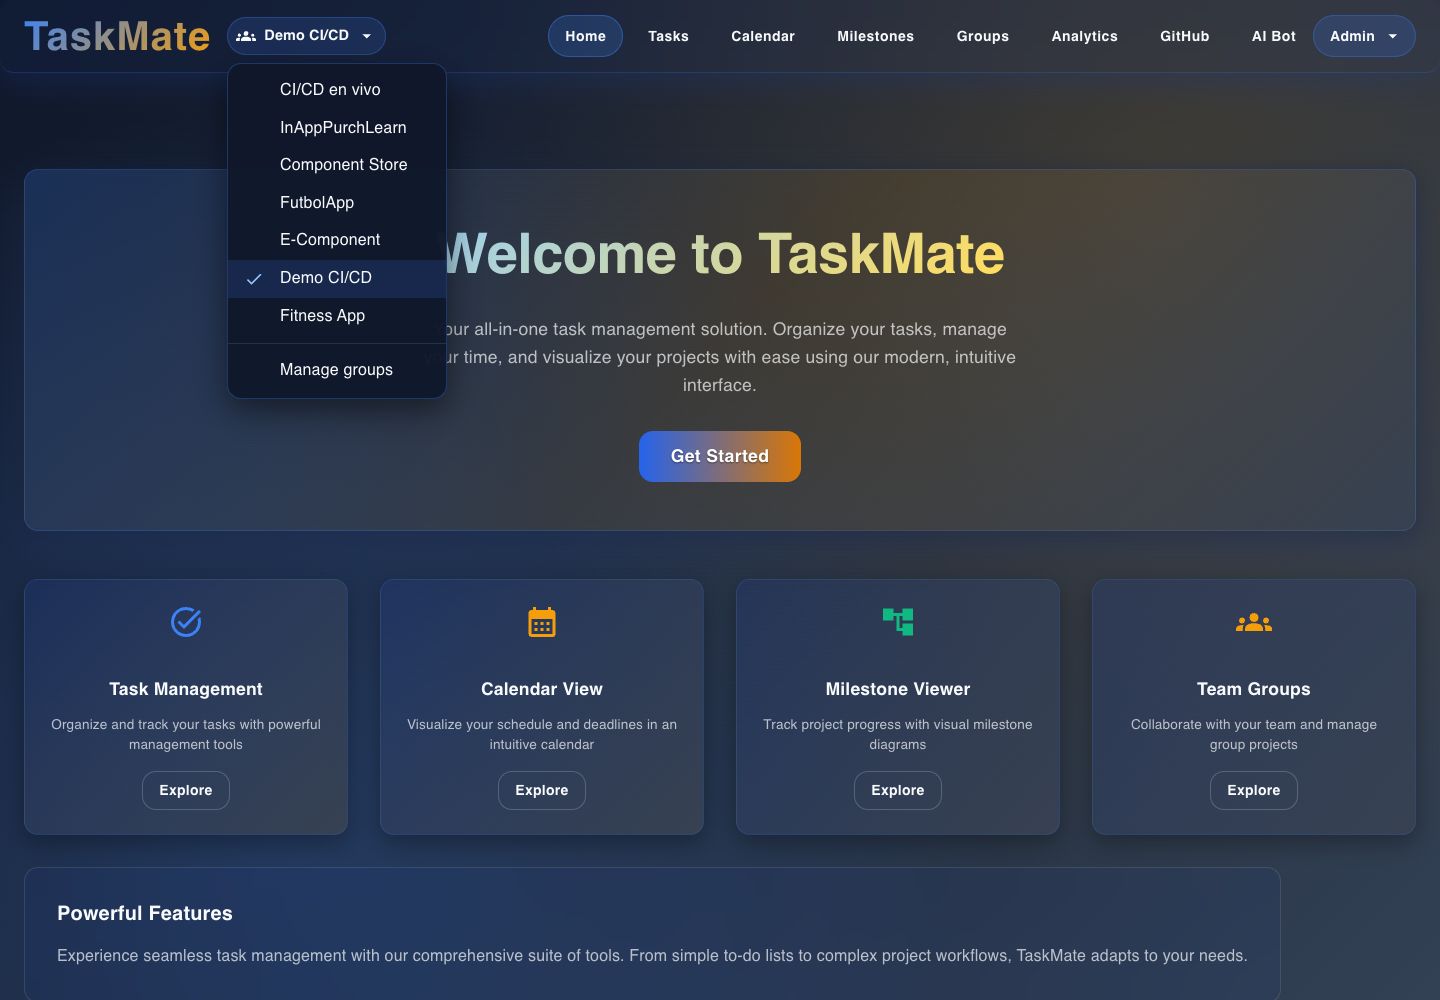 TaskMate
Demo CI/CD
Home
Tasks
Calendar
Milestones
Groups
Analytics
GitHub
AI Bot
Admin
CI/CD en vivo
InAppPurchLearn
Component Store
FutbolApp
E-Component
Demo CI/CD
Fitness App
Manage groups
Welcome to TaskMate
your all-in-one task management solution. Organize your tasks, manage
your time, and visualize your projects with ease using our modern, intuitive
interface.
Get Started
Task Management
Organize and track your tasks with powerful
management tools
Explore
Calendar View
Visualize your schedule and deadlines in an
intuitive calendar
Explore
Milestone Viewer
Track project progress with visual milestone
diagrams
Explore
Team Groups
Collaborate with your team and manage
group projects
Explore
Powerful Features
Experience seamless task management with our comprehensive suite of tools. From simple to-do lists to complex project workflows, TaskMate adapts to your needs.